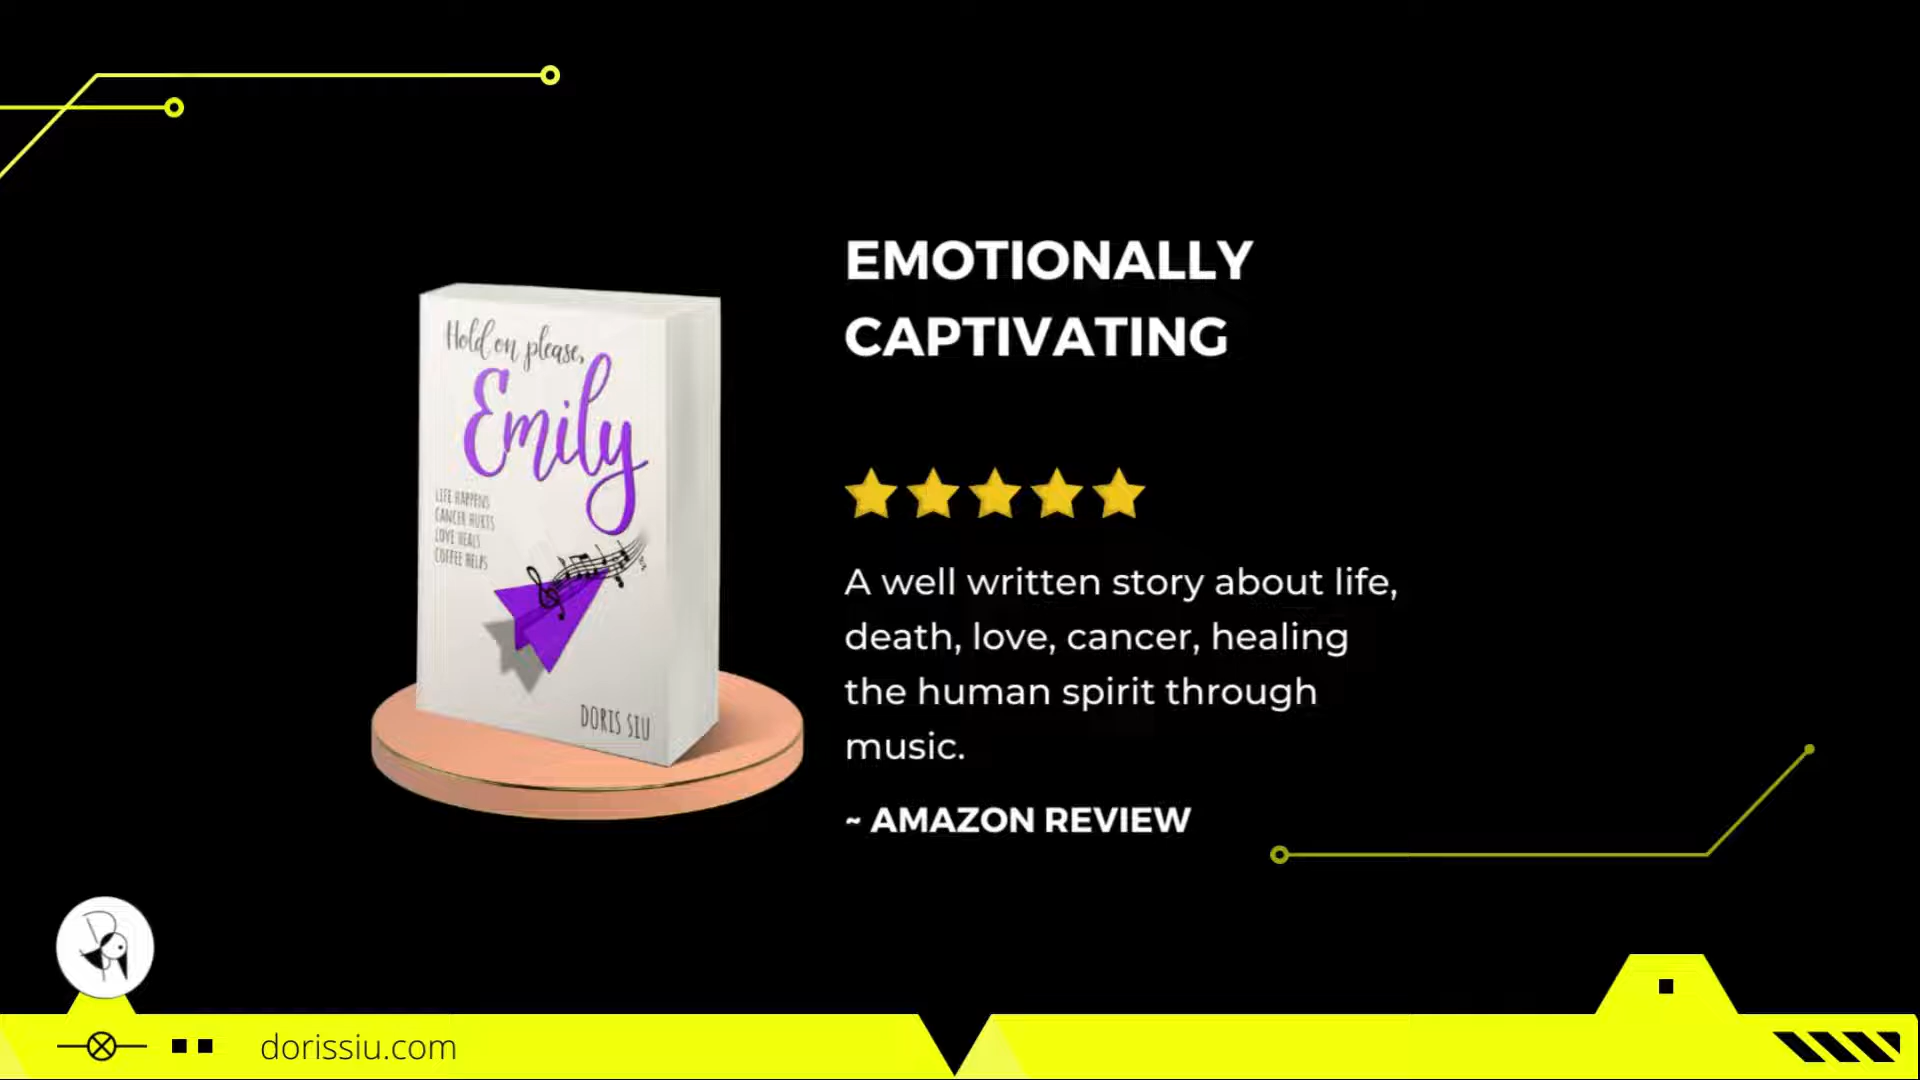 EMOTIONALLY
CAPTIVATING
Hold on please,
Emily
LIFE HAPPENS
CANCER HURTS
LOVE HEALS
COFFEE HELPS
DORIS SIU
A well written story about life,
death, love, cancer, healing
the human spirit through
music.
~ AMAZON REVIEW
dorissiu.com